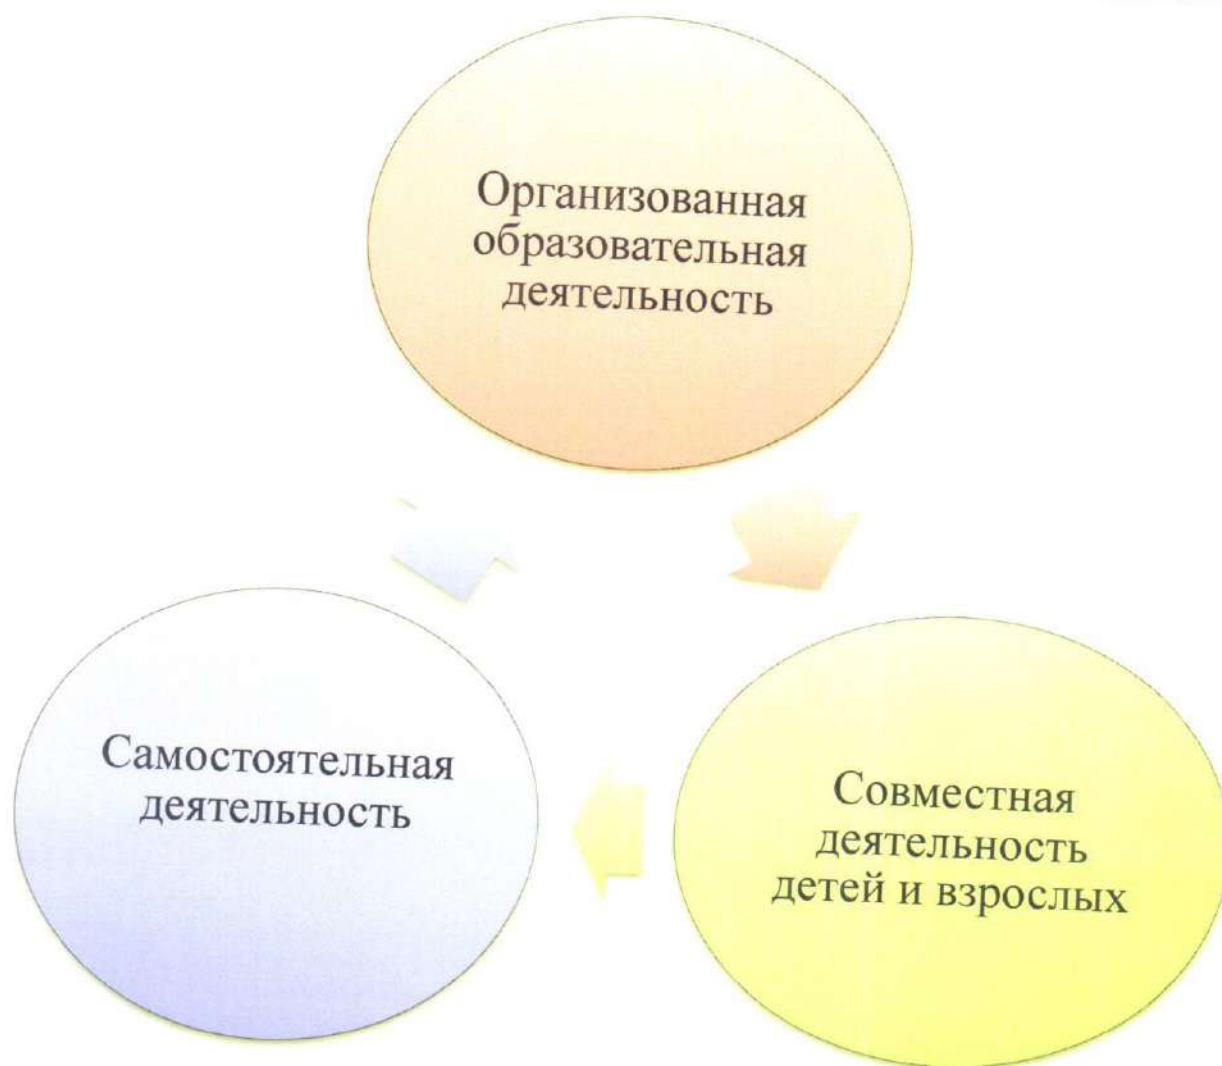 Организованная
образовательная
деятельность
Самостоятельная
деятельность
Совместная
деятельность
детей и взрослых